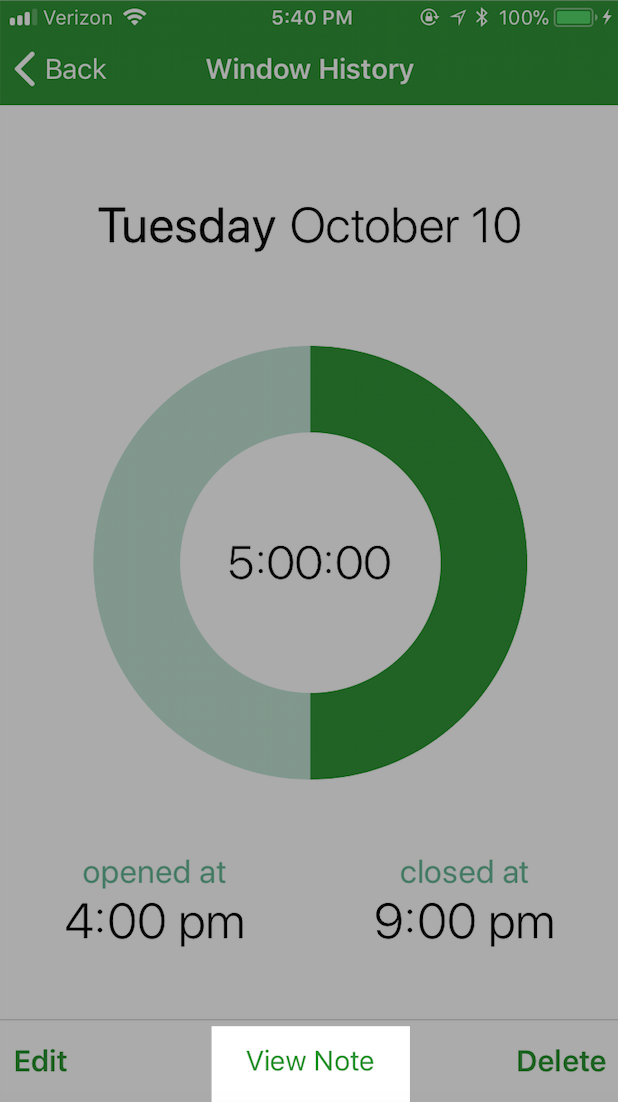 Verizon 5:40 PM 100%
Back Window History
Tuesday October 10
5:00:00
opened at closed at
4:00 pm 9:00 pm
Edit View Note Delete